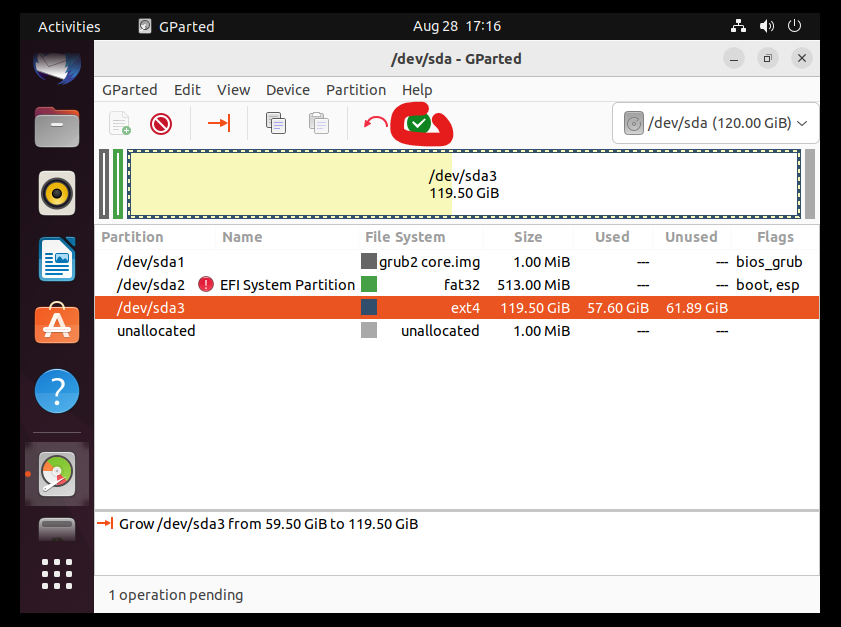 Activities GParted Aug 28 17:16
/dev/sda - GParted
GParted Edit View Device Partition Help
/dev/sda (120.00 GiB)
/dev/sda3
119.50 GiB
Partition Name File System Size Used Unused Flags
/dev/sda1 grub2 core.img 1.00 MiB --- --- bios_grub
/dev/sda2 EFI System Partition fat32 513.00 MiB --- --- boot, esp
/dev/sda3 ext4 119.50 GiB 57.60 GiB 61.89 GiB
unallocated unallocated 1.00 MiB --- ---
Grow /dev/sda3 from 59.50 GiB to 119.50 GiB
1 operation pending